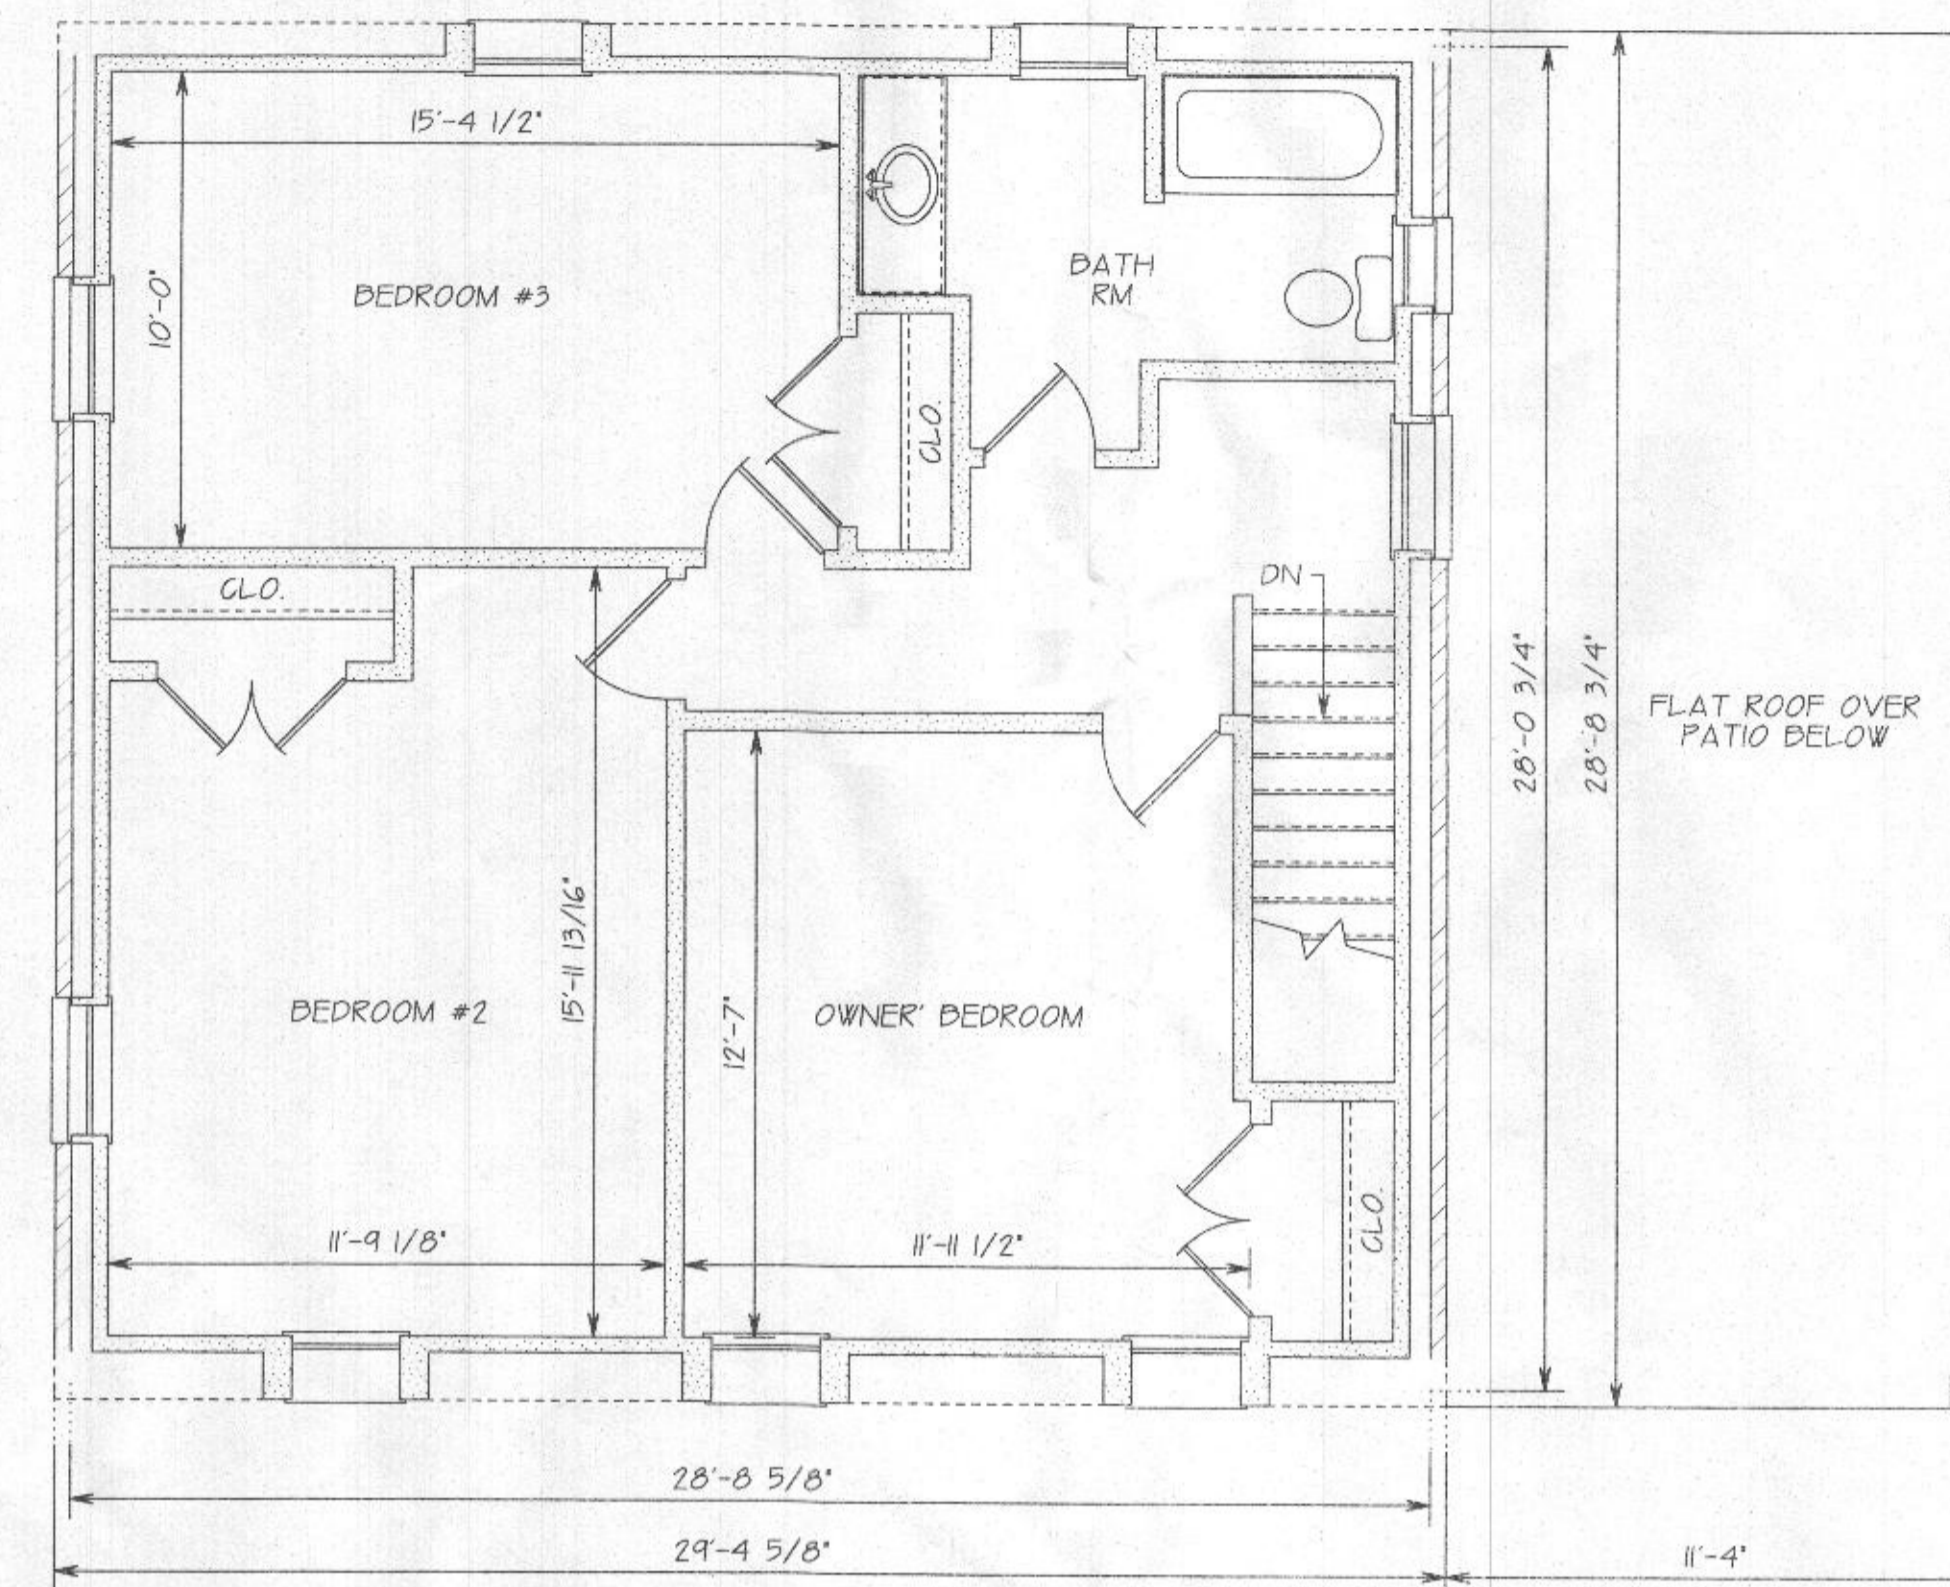 15'-4 1/2"
10'-0"
BEDROOM #3
BATH
RM
CLO.
CLO.
DN
28'-0 3/4"
28'-8 3/4"
FLAT ROOF OVER
PATIO BELOW
15'-11 13/16"
BEDROOM #2
12'-7"
OWNER' BEDROOM
11'-9 1/8"
11'-11 1/2"
CLO.
28'-8 5/8"
29'-4 5/8"
11'-4"